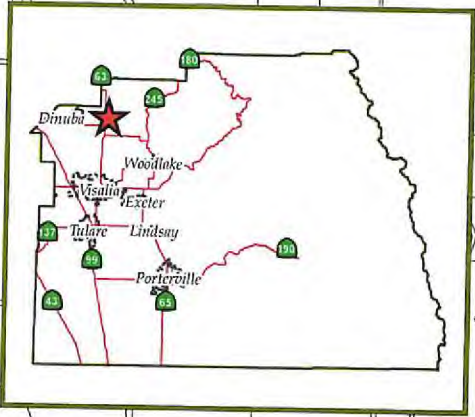 180
63
245
Dinuba
Woodlake
Visalia
Exeter
137
Tulare
Lindsay
190
99
Porterville
43
65